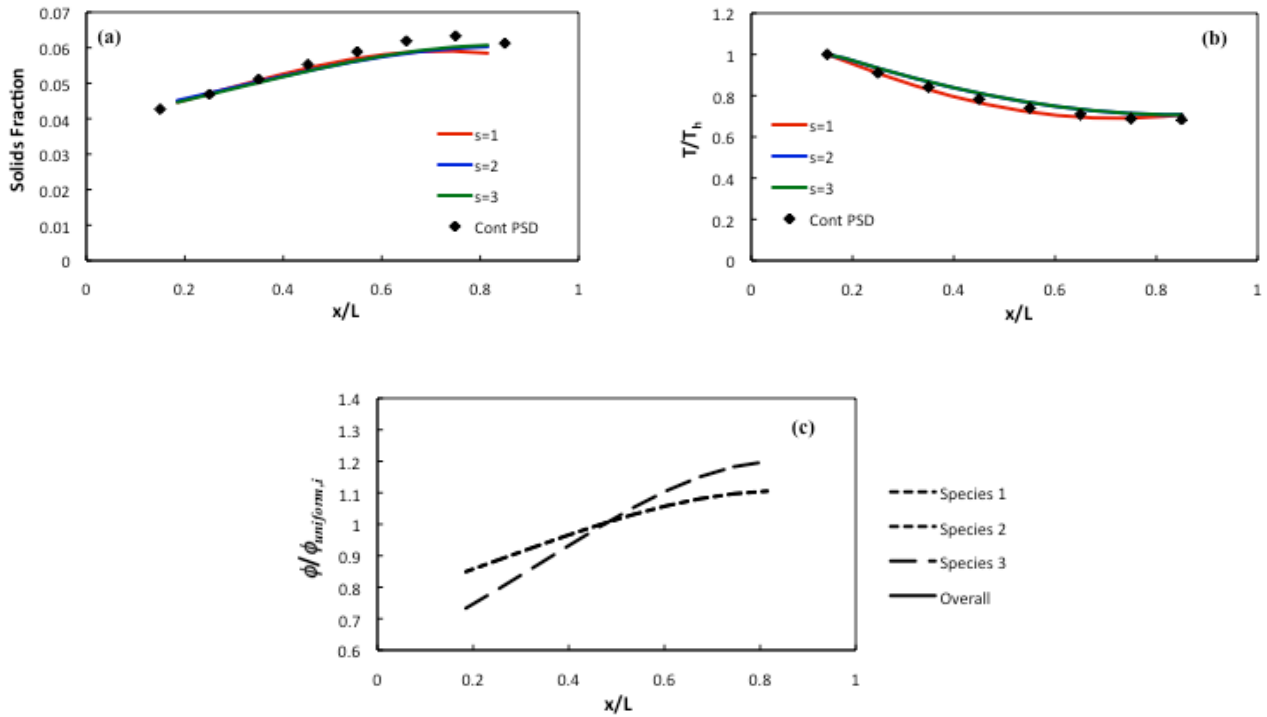 (a)
Solids Fraction
0.07
0.06
0.05
0.04
0.03
0.02
0.01
0
0 0.2 0.4 0.6 0.8 1
x/L
s=1
s=2
s=3
Cont PSD
(b)
T/Th
1.2
1
0.8
0.6
0.4
0.2
0
0 0.2 0.4 0.6 0.8 1
x/L
s=1
s=2
s=3
Cont PSD
(c)
ϕ/ϕuniform,i
1.4
1.3
1.2
1.1
1
0.9
0.8
0.7
0.6
0 0.2 0.4 0.6 0.8 1
x/L
Species 1
Species 2
Species 3
Overall